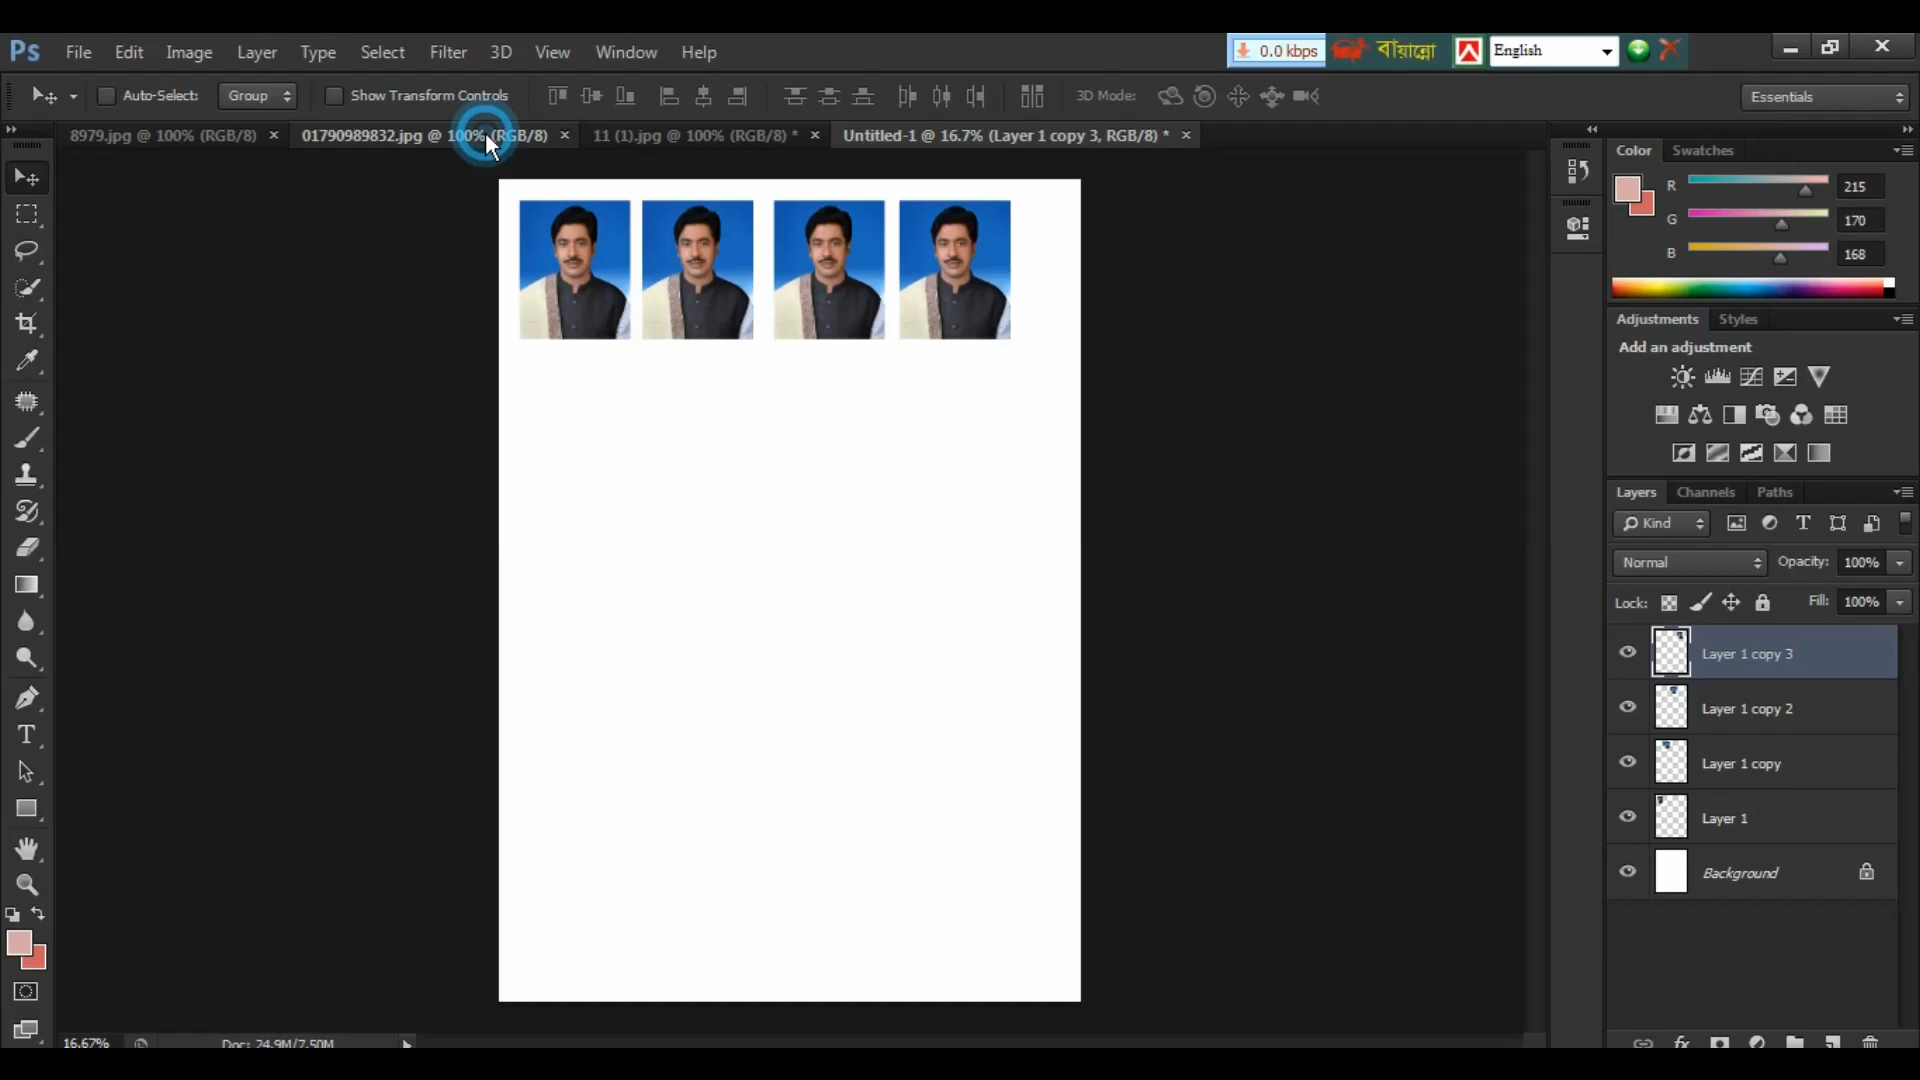 Ps File Edit Image Layer Type Select Filter 3D View Window Help
0.0 kbps বায়ান্নো English
Auto-Select: Group Show Transform Controls 3D Mode: Essentials
8979.jpg @ 100% (RGB/8) × 01790989832.jpg @ 100% (RGB/8) × 11 (1).jpg @ 100% (RGB/8) * × Untitled-1 @ 16.7% (Layer 1 copy 3, RGB/8) * ×
Color Swatches
R 215
G 170
B 168
Adjustments Styles
Add an adjustment
Layers Channels Paths
Kind
Normal Opacity: 100%
Lock: Fill: 100%
Layer 1 copy 3
Layer 1 copy 2
Layer 1 copy
Layer 1
Background
16.67% Doc: 24.9M/7.50M